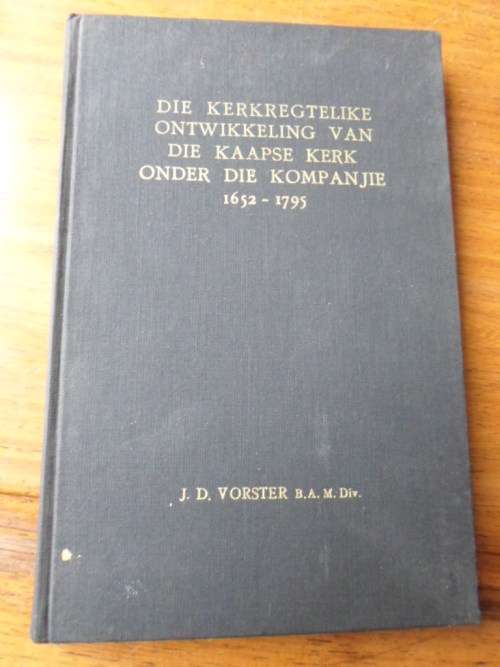 DIE KERKREGTELIKE
ONTWIKKELING VAN
DIE KAAPSE KERK
ONDER DIE KOMPANJIE
1652 - 1795
J. D. VORSTER B.A. M. Div.